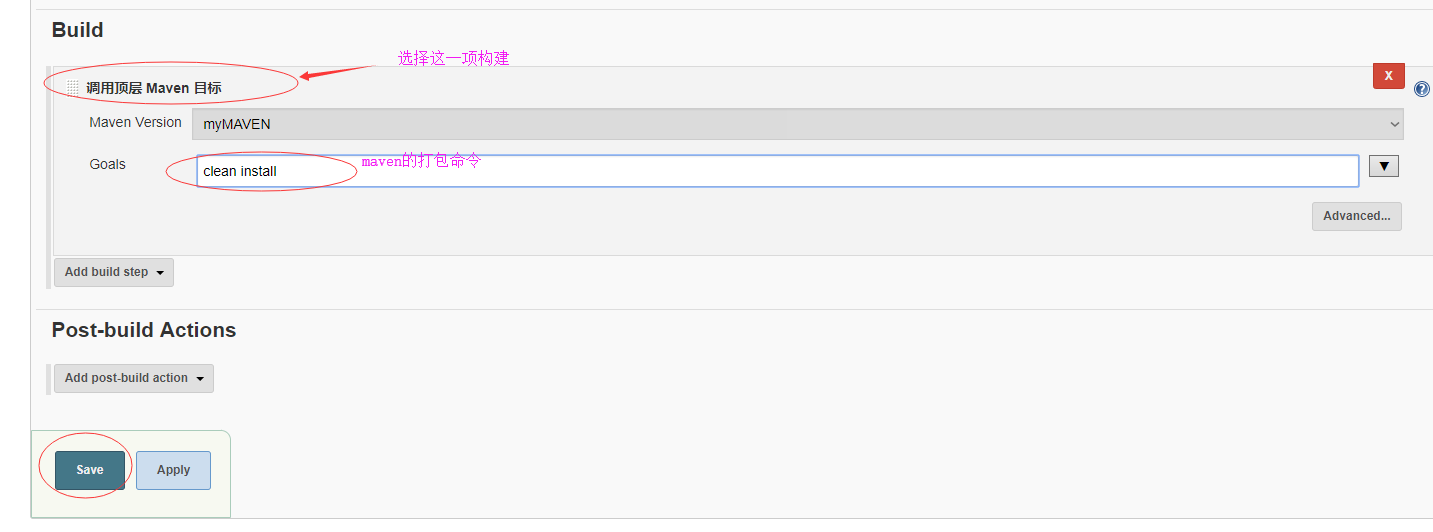 Build
选择这一项构建
调用顶层 Maven 目标
X
?
Maven Version
myMAVEN
Goals
clean install
maven的打包命令
Advanced...
Add build step
Post-build Actions
Add post-build action
Save
Apply